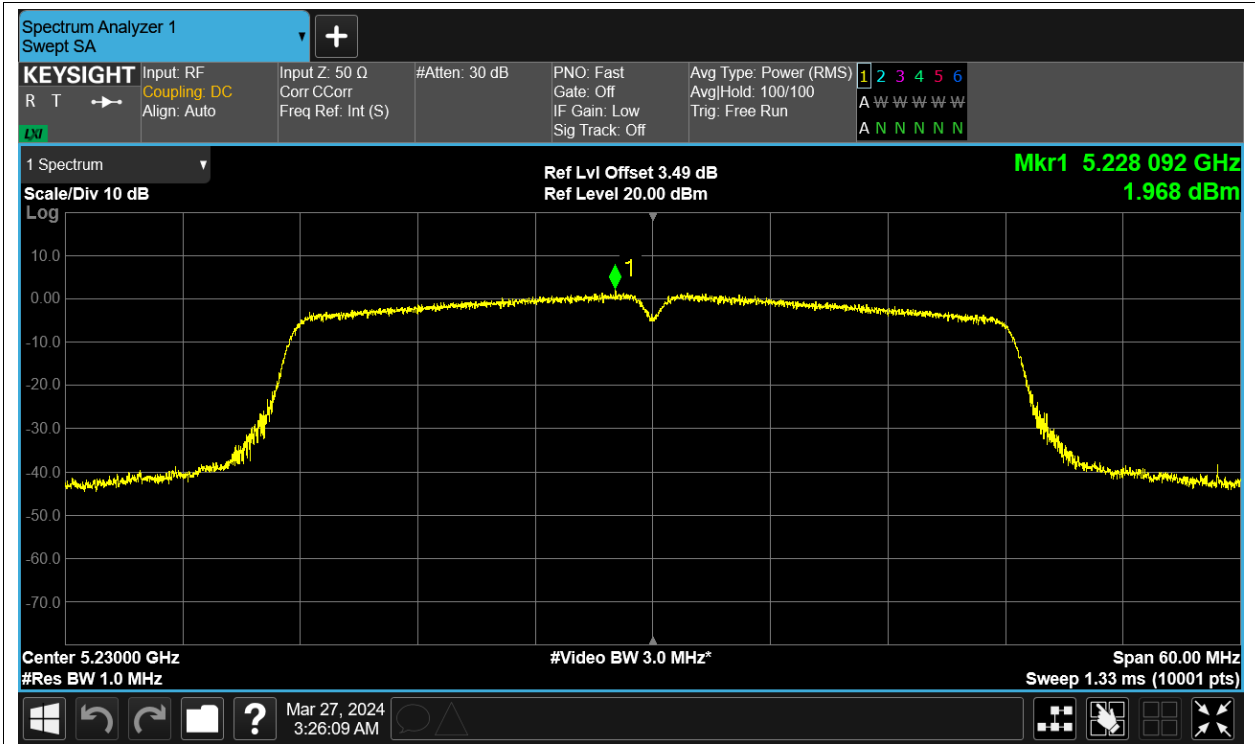 Spectrum Analyzer 1
Swept SA
KEYSIGHT
R T
LXI
Input: RF
Coupling: DC
Align: Auto
Input Z: 50 Ω
Corr CCorr
Freq Ref: Int (S)
#Atten: 30 dB
PNO: Fast
Gate: Off
IF Gain: Low
Sig Track: Off
Avg Type: Power (RMS)
Avg|Hold: 100/100
Trig: Free Run
1 2 3 4 5 6
A W W W W W
A N N N N N
1 Spectrum
Scale/Div 10 dB
Log
Ref Lvl Offset 3.49 dB
Ref Level 20.00 dBm
Mkr1 5.228 092 GHz
1.968 dBm
10.0
0.00
-10.0
-20.0
-30.0
-40.0
-50.0
-60.0
-70.0
1
Center 5.23000 GHz
#Res BW 1.0 MHz
#Video BW 3.0 MHz*
Span 60.00 MHz
Sweep 1.33 ms (10001 pts)
?
Mar 27, 2024
3:26:09 AM